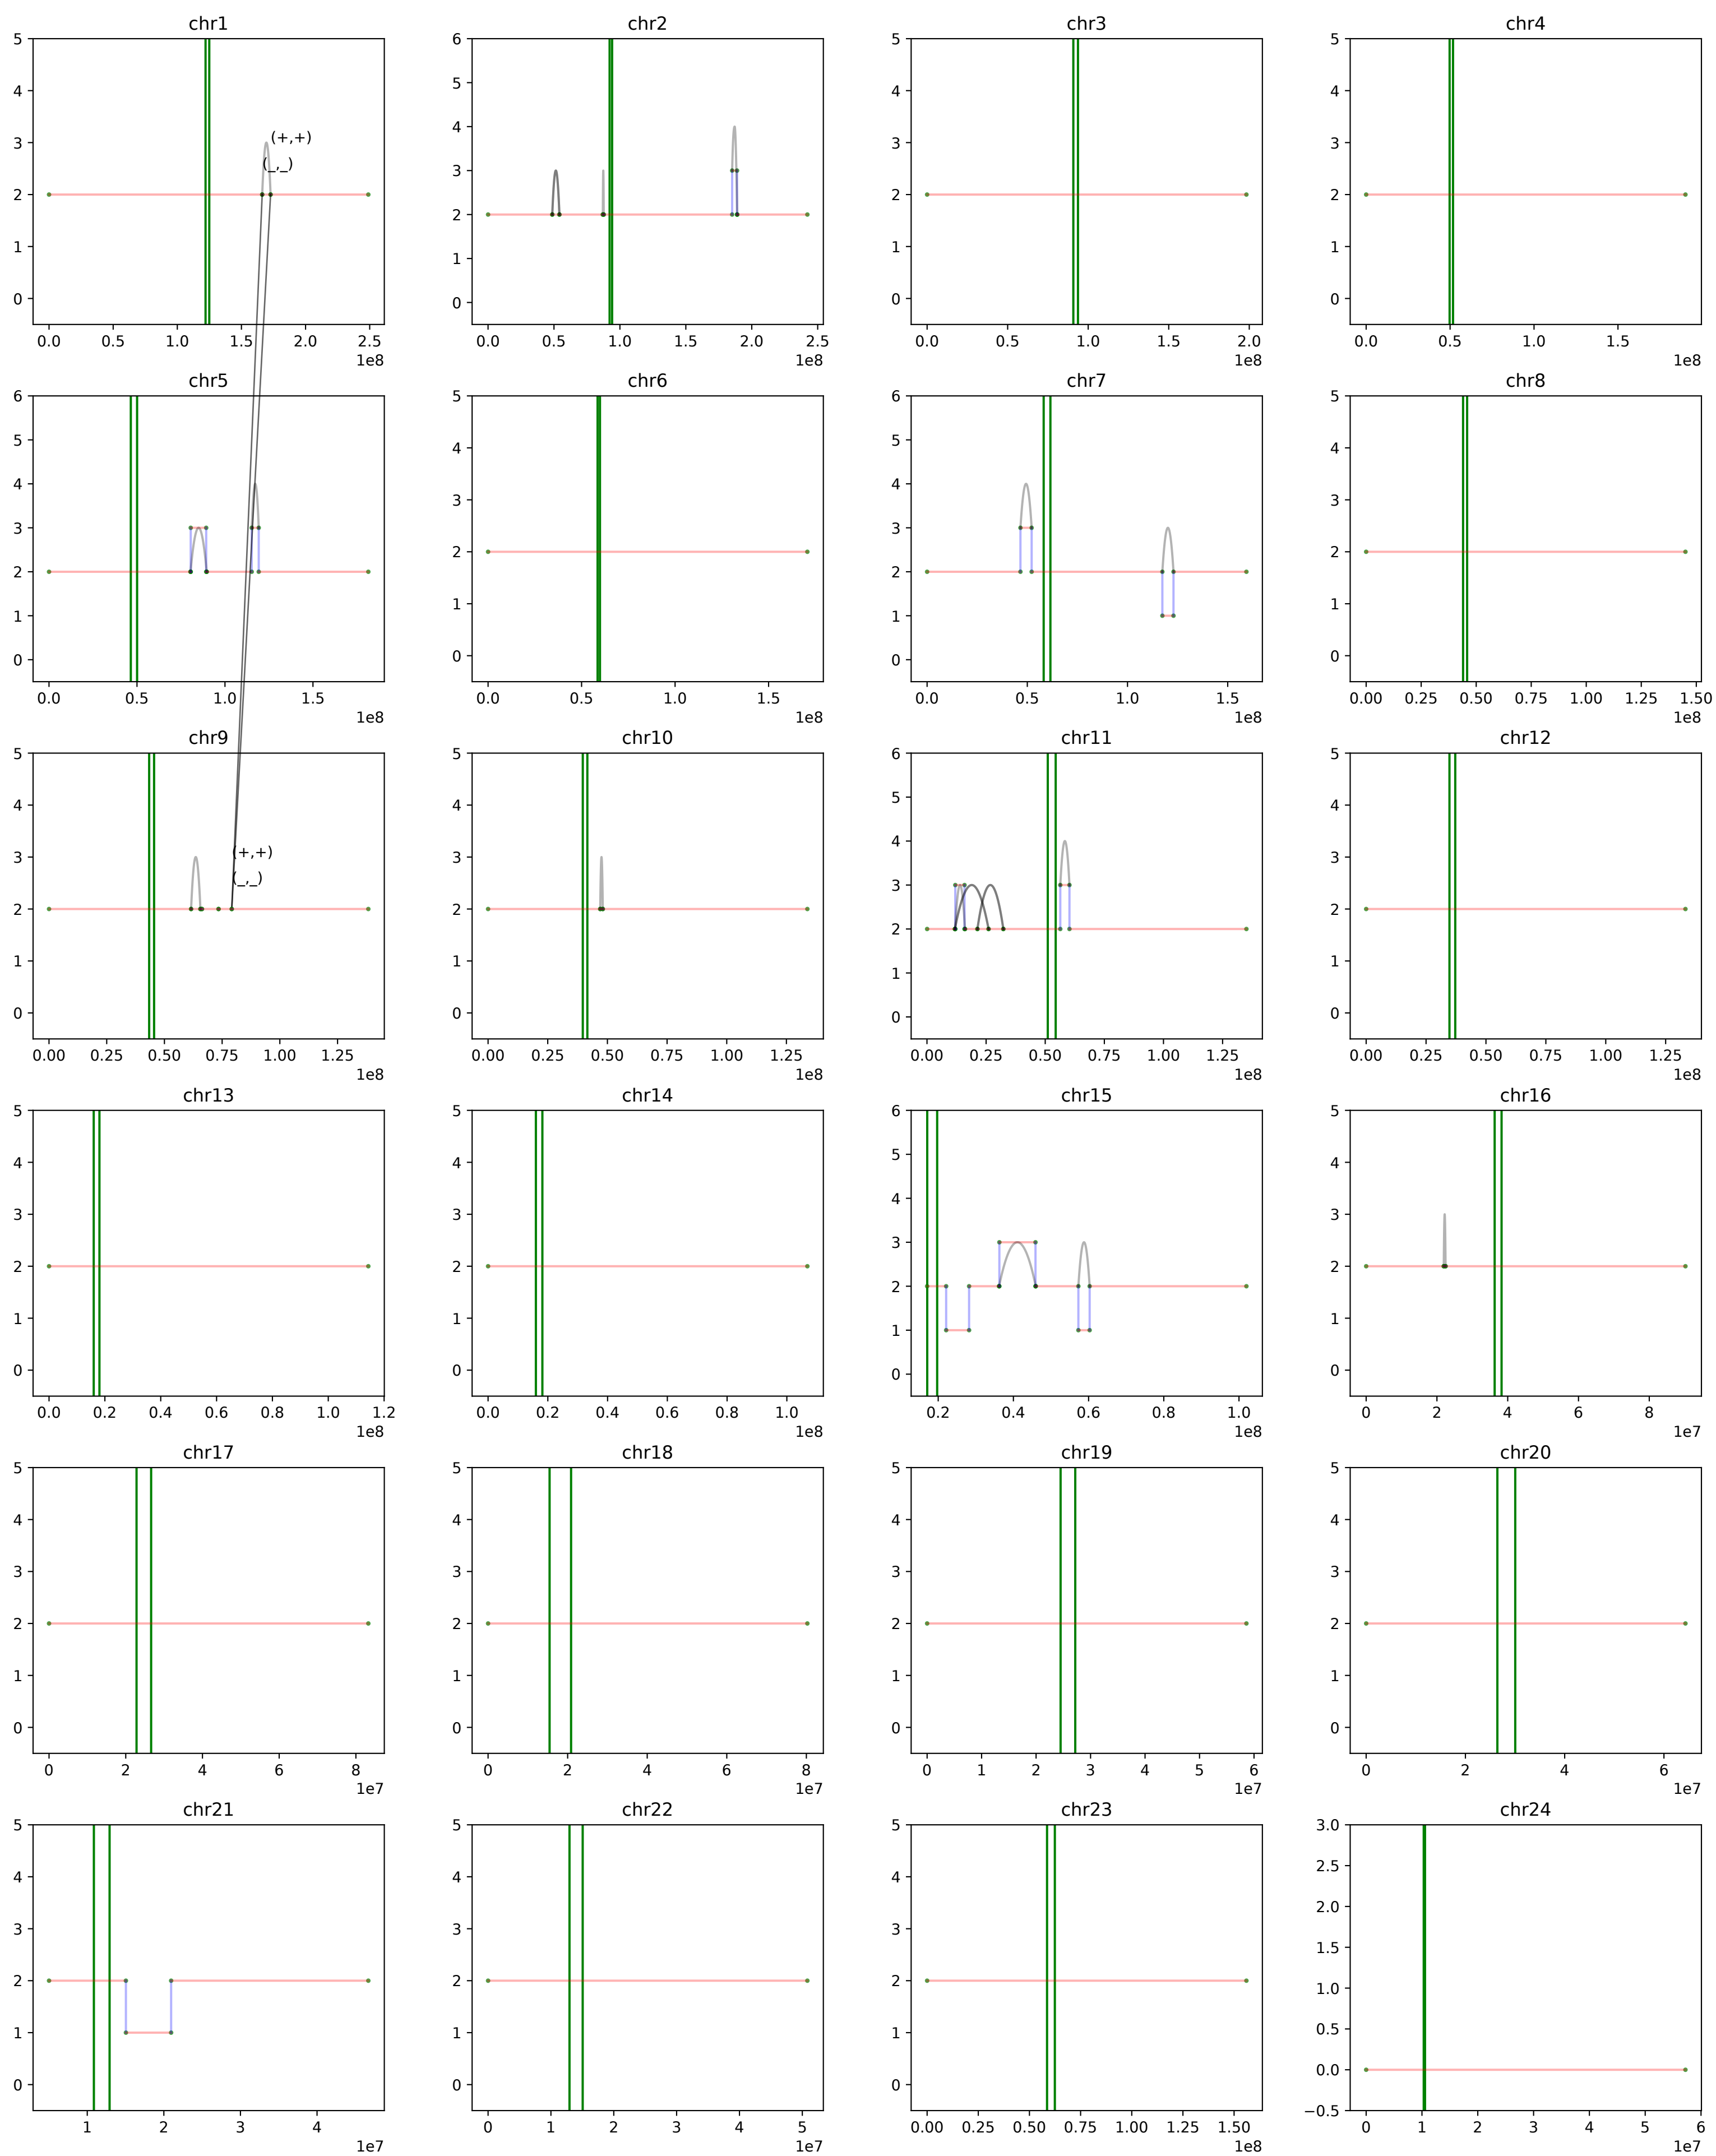 chr1 chr2 chr3 chr4
5 6 5 5
4 5 4 4
3 (+,+) 4 3 3
(_,_) 3
2 2 2 2
1 1 1 1
0 0 0 0
0.0 0.5 1.0 1.5 2.0 2.5 0.0 0.5 1.0 1.5 2.0 2.5 0.0 0.5 1.0 1.5 2.0 0.0 0.5 1.0 1.5
1e8 1e8 1e8 1e8
chr5 chr6 chr7 chr8
6 5 6 5
5 4 5 4
4 3 4 3
3 3
2 2 2 2
1 1 1 1
0 0 0 0
0.0 0.5 1.0 1.5 0.0 0.5 1.0 1.5 0.0 0.5 1.0 1.5 0.00 0.25 0.50 0.75 1.00 1.25 1.50
1e8 1e8 1e8 1e8
chr9 chr10 chr11 chr12
5 5 6 5
4 4 5 4
3 (+,+) 3 4 3
(_,_) 3
2 2 2 2
1 1 1 1
0 0 0 0
0.00 0.25 0.50 0.75 1.00 1.25 0.00 0.25 0.50 0.75 1.00 1.25 0.00 0.25 0.50 0.75 1.00 1.25 0.00 0.25 0.50 0.75 1.00 1.25
1e8 1e8 1e8 1e8
chr13 chr14 chr15 chr16
5 5 6 5
4 4 5 4
3 3 4 3
3
2 2 2 2
1 1 1 1
0 0 0 0
0.0 0.2 0.4 0.6 0.8 1.0 1.2 0.0 0.2 0.4 0.6 0.8 1.0 0.2 0.4 0.6 0.8 1.0 0 2 4 6 8
1e8 1e8 1e8 1e7
chr17 chr18 chr19 chr20
5 5 5 5
4 4 4 4
3 3 3 3
2 2 2 2
1 1 1 1
0 0 0 0
0 2 4 6 8 0 2 4 6 8 0 1 2 3 4 5 6 0 2 4 6
1e7 1e7 1e7 1e7
chr21 chr22 chr23 chr24
5 5 5 3.0
4 4 4 2.5
3 3 3 2.0
2 2 2 1.5
1 1 1 1.0
0 0 0 0.5
0.0
−0.5
1 2 3 4 0 1 2 3 4 5 0.00 0.25 0.50 0.75 1.00 1.25 1.50 0 1 2 3 4 5 6
1e7 1e7 1e8 1e7